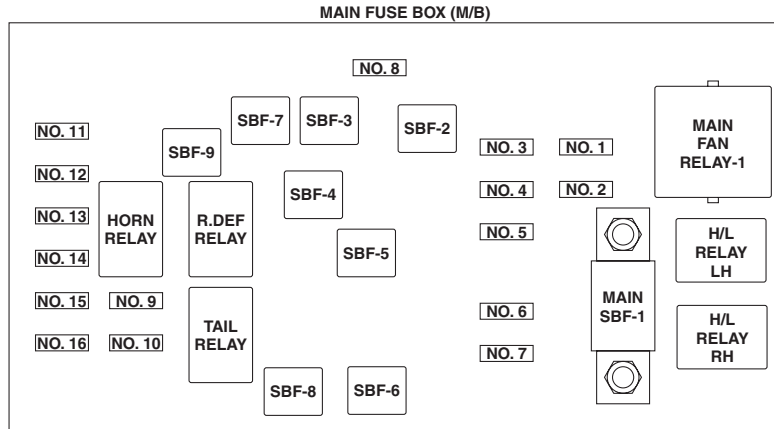 MAIN FUSE BOX (M/B)
NO. 8
SBF-7
SBF-3
SBF-2
MAIN
FAN
RELAY-1
NO. 11
SBF-9
NO. 3
NO. 1
NO. 12
SBF-4
NO. 4
NO. 2
NO. 13
HORN
RELAY
R.DEF
RELAY
NO. 5
H/L
RELAY
LH
NO. 14
SBF-5
NO. 15
NO. 9
MAIN
SBF-1
NO. 6
TAIL
RELAY
H/L
RELAY
RH
NO. 16
NO. 10
NO. 7
SBF-8
SBF-6